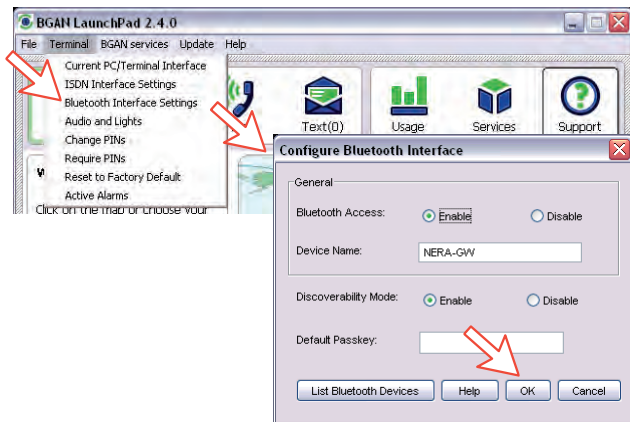 BGAN LaunchPad 2.4.0
File Terminal BGAN services Update Help
Current PC/Terminal Interface
ISDN Interface Settings
Bluetooth Interface Settings
Audio and Lights
Change PINs
Require PINs
Reset to Factory Default
Active Alarms
Text(0) Usage Services Support
Click on the map or choose your
Configure Bluetooth Interface
General
Bluetooth Access: Enable Disable
Device Name: NERA-GW
Discoverability Mode: Enable Disable
Default Passkey:
List Bluetooth Devices Help OK Cancel